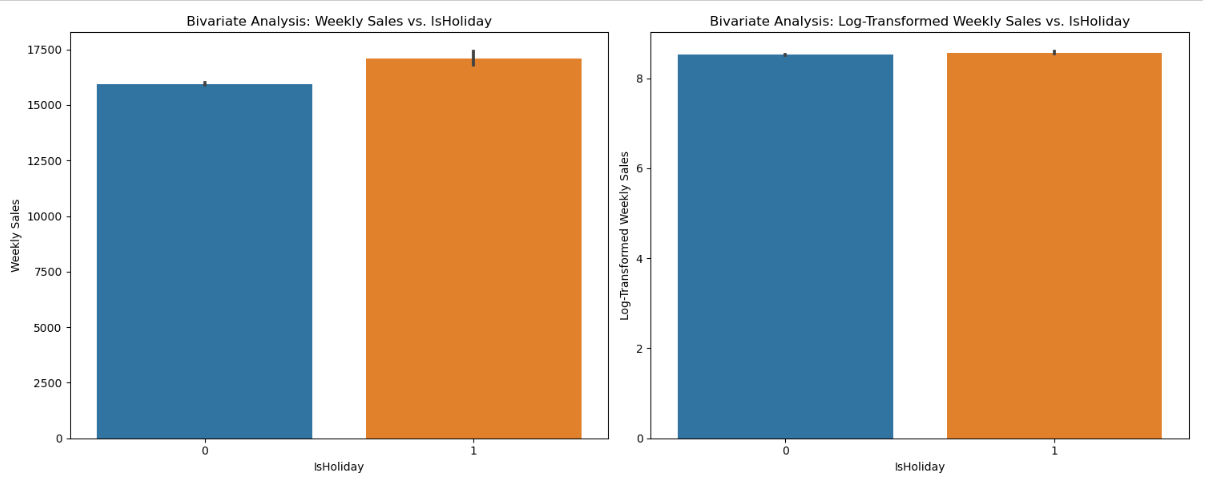 Bivariate Analysis: Weekly Sales vs. IsHoliday
17500
15000
12500
10000
7500
5000
2500
0
Weekly Sales
0 1
IsHoliday
Bivariate Analysis: Log-Transformed Weekly Sales vs. IsHoliday
8
6
4
2
0
Log-Transformed Weekly Sales
0 1
IsHoliday